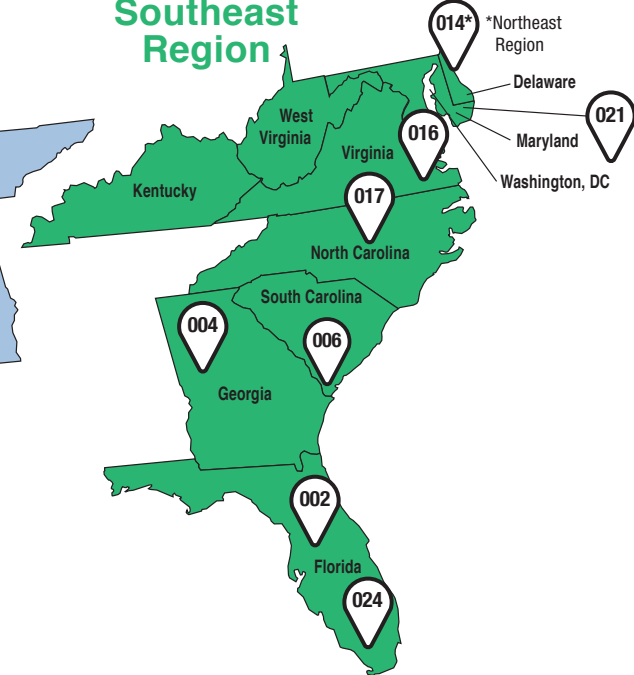 Southeast
Region
014*
*Northeast
Region
Delaware
021
West
Virginia
016
Maryland
Virginia
Washington, DC
Kentucky
017
North Carolina
South Carolina
004
006
Georgia
002
Florida
024